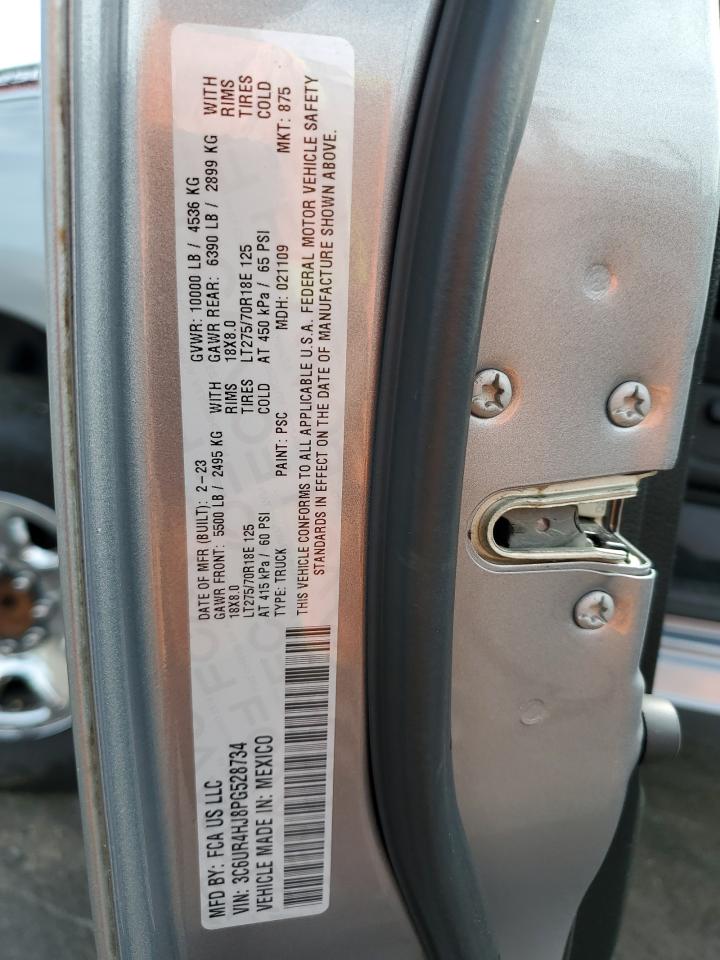 MFD BY: FCA US LLC
DATE OF MFR (BUILT): 2-23
GVWR: 10000 LB / 4536 KG
VIN: 3C6UR4HJ8PG528734
GAWR FRONT: 5500 LB / 2495 KG WITH
GAWR REAR: 6390 LB / 2899 KG WITH
VEHICLE MADE IN: MEXICO
18X8.0 RIMS
18X8.0 RIMS
LT275/70R18E 125 TIRES
LT275/70R18E 125 TIRES
AT 415 kPa / 60 PSI COLD
AT 450 kPa / 65 PSI COLD
TYPE: TRUCK PAINT: PSC MDH: 021109 MKT: 875
THIS VEHICLE CONFORMS TO ALL APPLICABLE U.S.A. FEDERAL MOTOR VEHICLE SAFETY
STANDARDS IN EFFECT ON THE DATE OF MANUFACTURE SHOWN ABOVE.